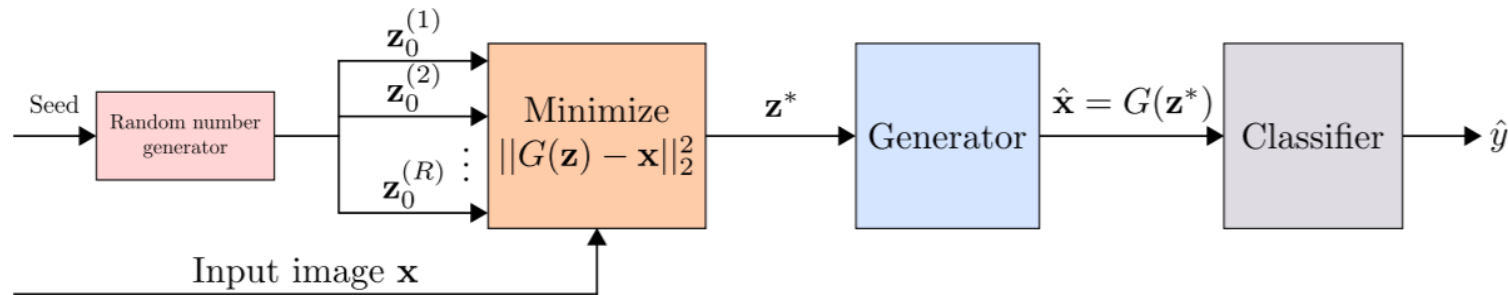 Seed
Random number
generator
𝐳₀⁽¹⁾
𝐳₀⁽²⁾
⋮
𝐳₀⁽ᴿ⁾
Minimize
||G(𝐳) − 𝐱||₂²
𝐳*
Generator
𝐱̂ = G(𝐳*)
Classifier
ŷ
Input image 𝐱